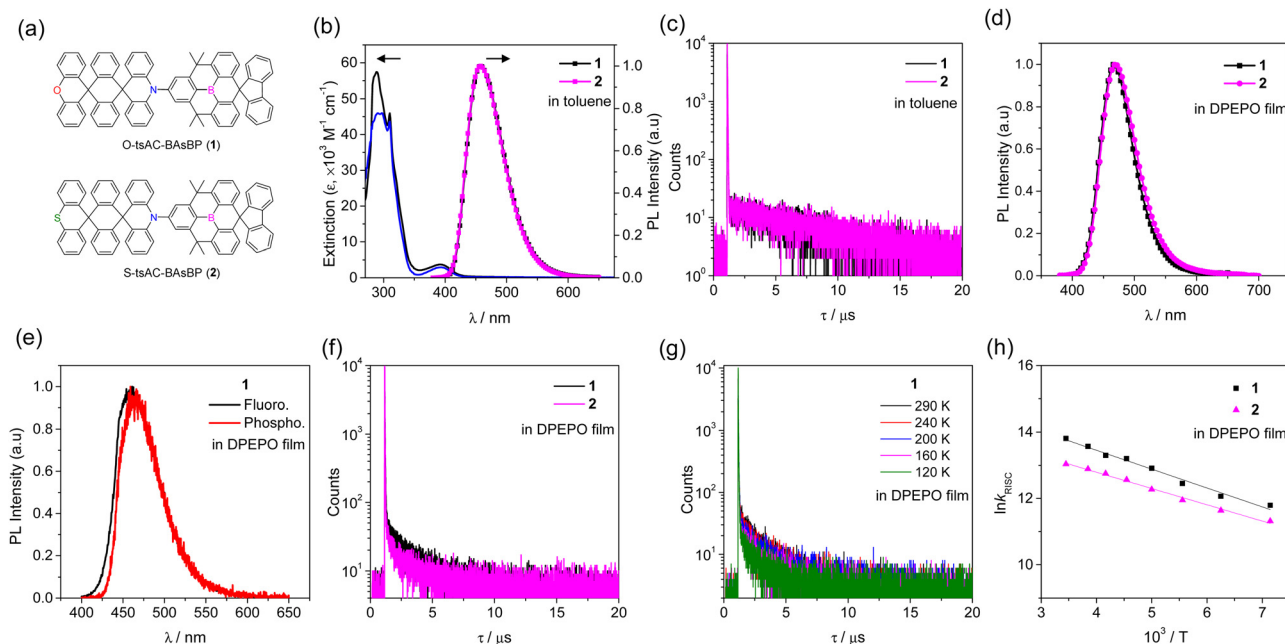 (a)
O
N
B
O-tsAC-BAsBP (1)
S
N
B
S-tsAC-BAsBP (2)
(b)
Extinction (ε, ×10³ M⁻¹ cm⁻¹)
60
50
40
30
20
10
0
300 400 500 600
λ / nm
1
2
in toluene
1.0
0.8
0.6
0.4
0.2
0.0
PL Intensity (a.u)
(c)
Counts
10⁴
10³
10²
10¹
10⁰
0 5 10 15 20
τ / μs
1
2
in toluene
(d)
PL Intensity (a.u)
1.0
0.8
0.6
0.4
0.2
0.0
400 500 600 700
λ / nm
1
2
in DPEPO film
(e)
PL Intensity (a.u)
1.0
0.8
0.6
0.4
0.2
0.0
400 450 500 550 600 650
λ / nm
1
Fluoro.
Phospho.
in DPEPO film
(f)
Counts
10⁴
10³
10²
10¹
0 5 10 15 20
τ / μs
1
2
in DPEPO film
(g)
Counts
10⁴
10³
10²
10¹
0 5 10 15 20
τ / μs
1
290 K
240 K
200 K
160 K
120 K
in DPEPO film
(h)
lnkRISC
16
14
12
10
3 4 5 6 7
10³ / T
1
2
in DPEPO film